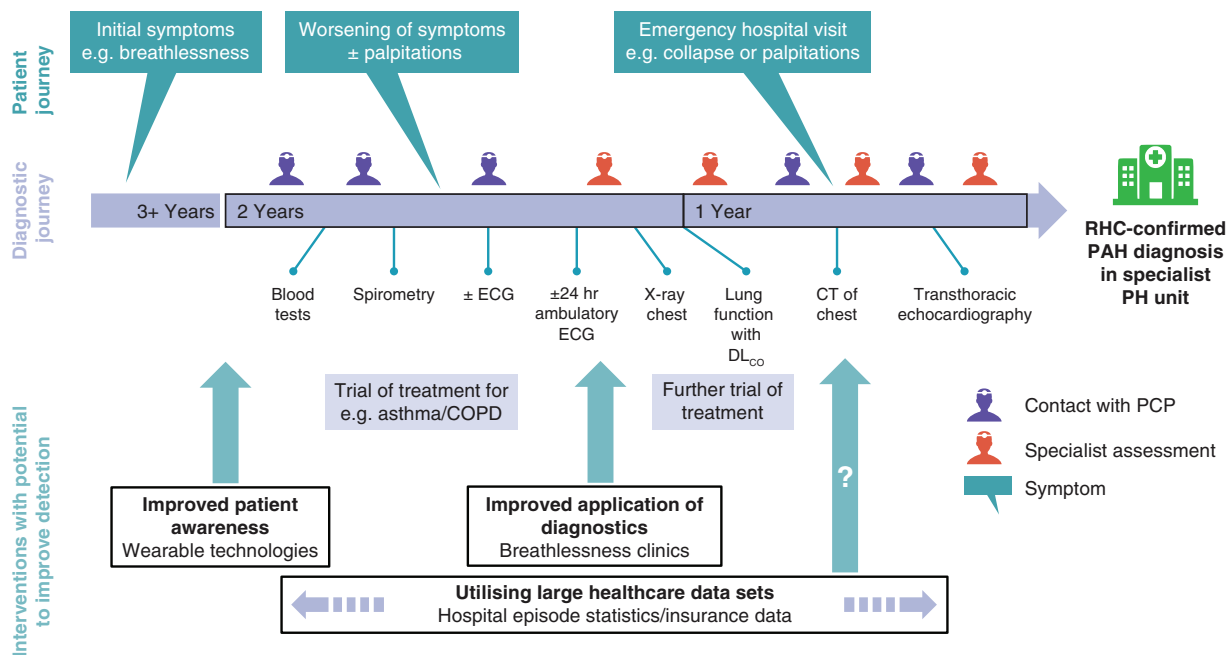 Patient
journey
Initial symptoms
e.g. breathlessness
Worsening of symptoms
± palpitations
Emergency hospital visit
e.g. collapse or palpitations
Diagnostic
journey
3+ Years
2 Years
1 Year
RHC-confirmed
PAH diagnosis
in specialist
PH unit
Blood
tests
Spirometry
± ECG
±24 hr
ambulatory
ECG
X-ray
chest
Lung
function
with
DLCO
CT of
chest
Transthoracic
echocardiography
Trial of treatment for
e.g. asthma/COPD
Further trial of
treatment
Contact with PCP
Specialist assessment
Symptom
Interventions with potential
to improve detection
?
Improved patient
awareness
Wearable technologies
Improved application of
diagnostics
Breathlessness clinics
Utilising large healthcare data sets
Hospital episode statistics/insurance data